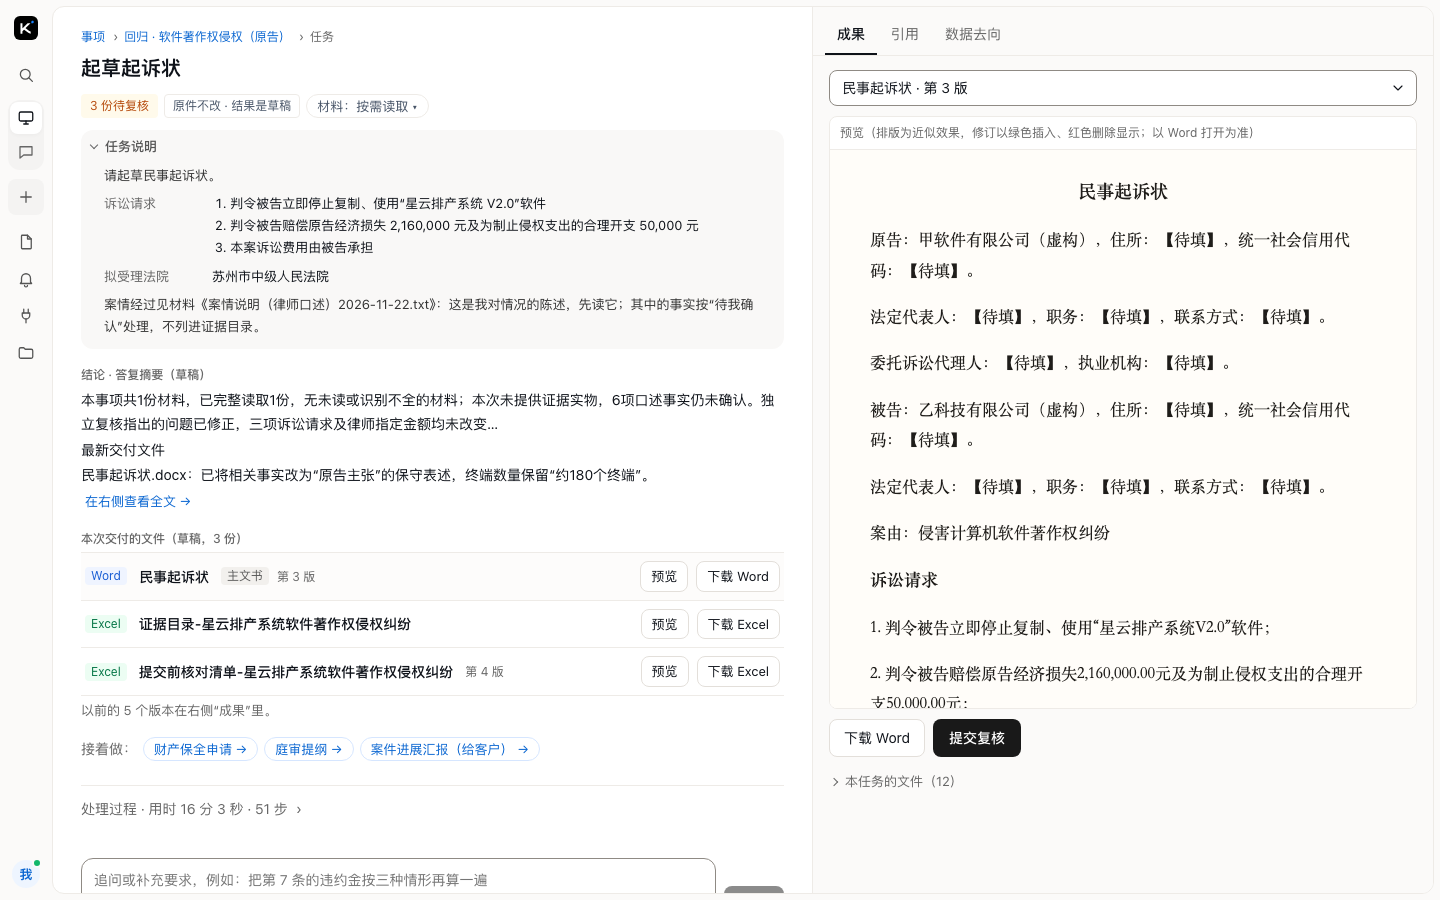 事项 › 回归 · 软件著作权侵权（原告） › 任务
起草起诉状
3 份待复核 原件不改 · 结果是草稿 材料：按需读取 ▾
任务说明
请起草民事起诉状。
诉讼请求
1. 判令被告立即停止复制、使用“星云排产系统 V2.0”软件
2. 判令被告赔偿原告经济损失 2,160,000 元及为制止侵权支出的合理开支 50,000 元
3. 本案诉讼费用由被告承担
拟受理法院 苏州市中级人民法院
案情经过见材料《案情说明（律师口述）2026-11-22.txt》：这是我对情况的陈述，先读它；其中的事实按“待我确
认”处理，不列进证据目录。
结论 · 答复摘要（草稿）
本事项共1份材料，已完整读取1份，无未读或识别不全的材料；本次未提供证据实物，6项口述事实仍未确认。独
立复核指出的问题已修正，三项诉讼请求及律师指定金额均未改变...
最新交付文件
民事起诉状.docx：已将相关事实改为“原告主张”的保守表述，终端数量保留“约180个终端”。
在右侧查看全文 →
本次交付的文件（草稿，3 份）
Word 民事起诉状 主文书 第 3 版 预览 下载 Word
Excel 证据目录-星云排产系统软件著作权侵权纠纷 预览 下载 Excel
Excel 提交前核对清单-星云排产系统软件著作权侵权纠纷 第 4 版 预览 下载 Excel
以前的 5 个版本在右侧“成果”里。
接着做： 财产保全申请 → 庭审提纲 → 案件进展汇报（给客户） →
处理过程 · 用时 16 分 3 秒 · 51 步 ›
追问或补充要求，例如：把第 7 条的违约金按三种情形再算一遍
我
成果 引用 数据去向
民事起诉状 · 第 3 版
预览（排版为近似效果，修订以绿色插入、红色删除显示；以 Word 打开为准）
民事起诉状
原告：甲软件有限公司（虚构），住所：【待填】，统一社会信用代
码：【待填】。
法定代表人：【待填】，职务：【待填】，联系方式：【待填】。
委托诉讼代理人：【待填】，执业机构：【待填】。
被告：乙科技有限公司（虚构），住所：【待填】，统一社会信用代
码：【待填】。
法定代表人：【待填】，职务：【待填】，联系方式：【待填】。
案由：侵害计算机软件著作权纠纷
诉讼请求
1. 判令被告立即停止复制、使用“星云排产系统V2.0”软件；
2. 判令被告赔偿原告经济损失2,160,000.00元及为制止侵权支出的合理开
支50,000.00元；
下载 Word 提交复核
本任务的文件（12）